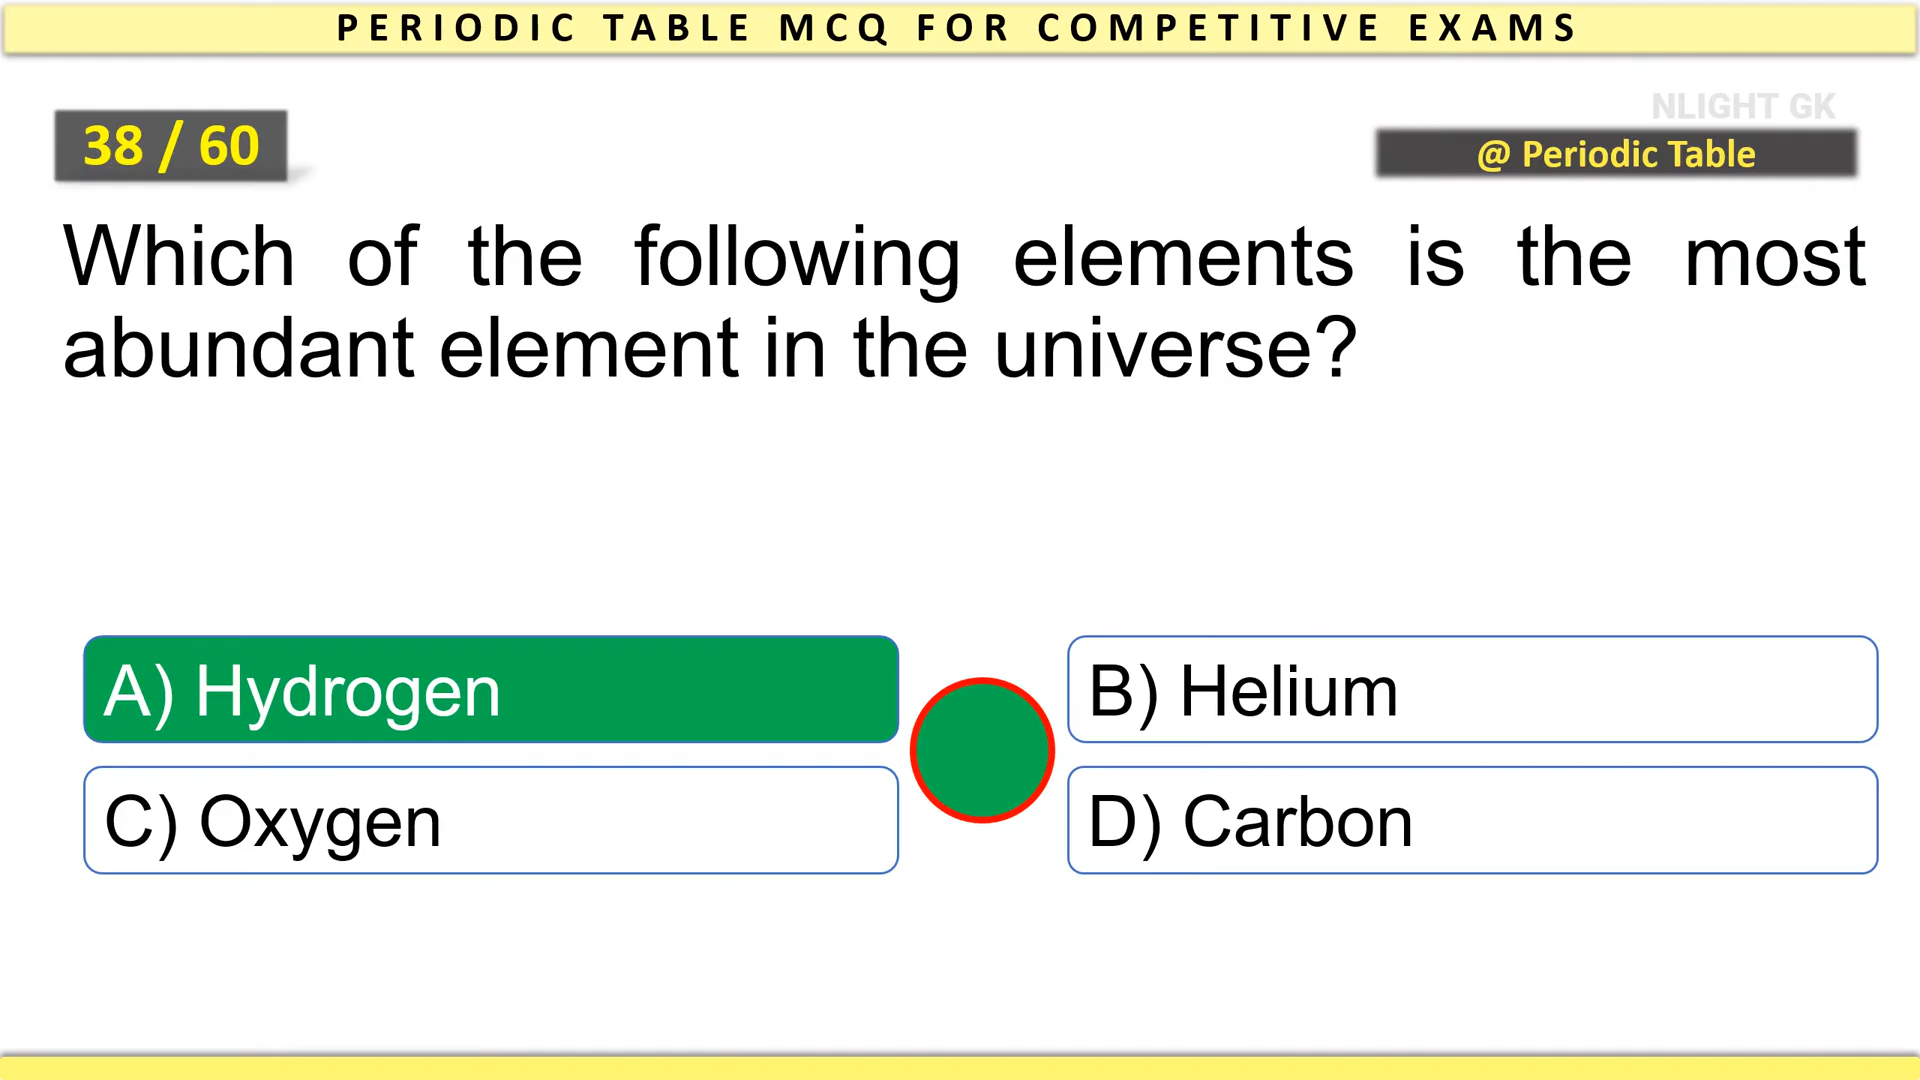 PERIODIC TABLE MCQ FOR COMPETITIVE EXAMS
NLIGHT GK
38 / 60
@ Periodic Table
Which of the following elements is the most
abundant element in the universe?
A) Hydrogen
B) Helium
C) Oxygen
D) Carbon